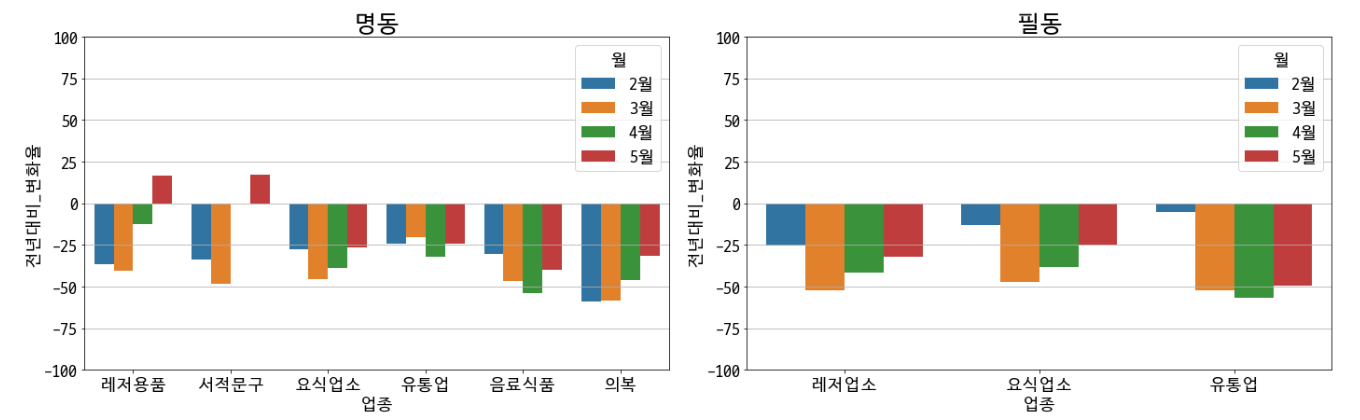 명동
전년대비_변화율
100
75
50
25
0
−25
−50
−75
−100
월
2월
3월
4월
5월
레저용품 서적문구 요식업소 유통업 음료식품 의복
업종
필동
전년대비_변화율
100
75
50
25
0
−25
−50
−75
−100
월
2월
3월
4월
5월
레저업소 요식업소 유통업
업종